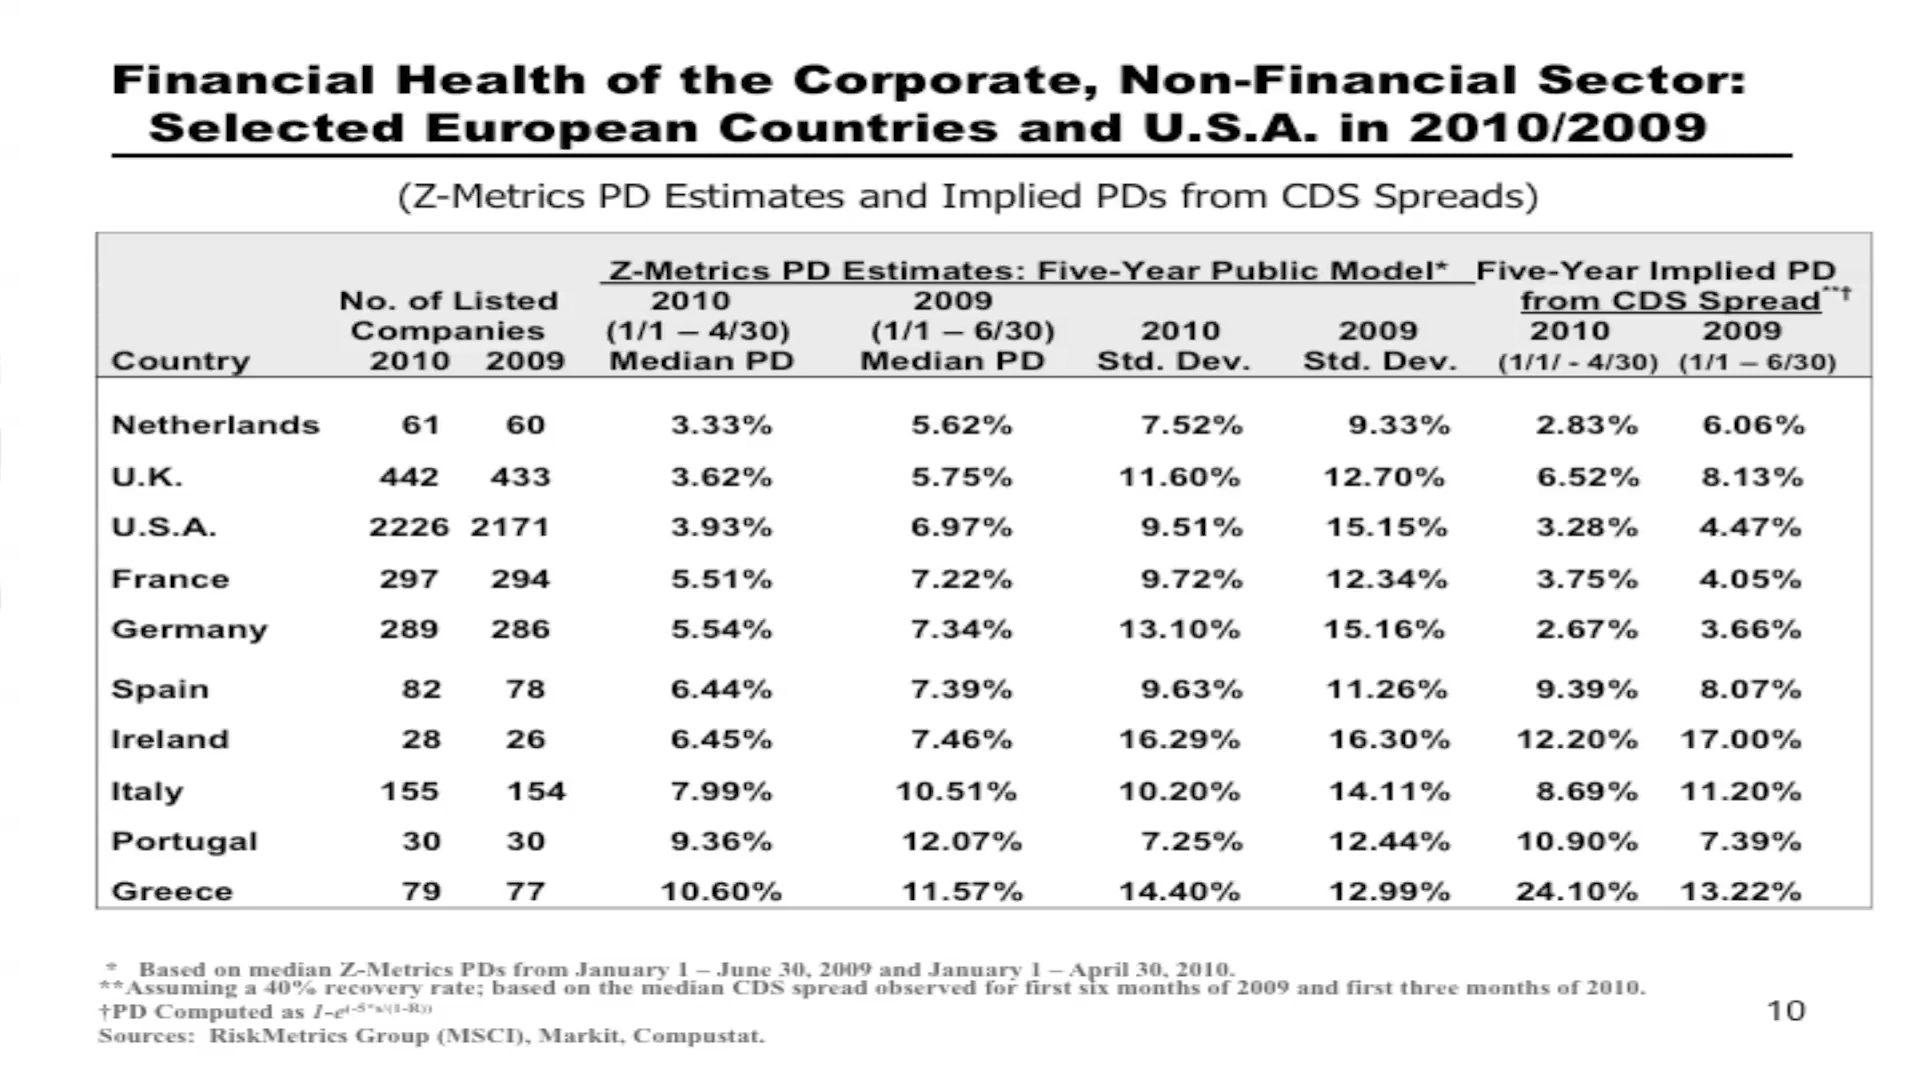 Financial Health of the Corporate, Non-Financial Sector:
Selected European Countries and U.S.A. in 2010/2009
(Z-Metrics PD Estimates and Implied PDs from CDS Spreads)
Z-Metrics PD Estimates: Five-Year Public Model* Five-Year Implied PD
No. of Listed 2010 2009 from CDS Spread**†
Companies (1/1 – 4/30) (1/1 – 6/30) 2010 2009 2010 2009
Country 2010 2009 Median PD Median PD Std. Dev. Std. Dev. (1/1/ - 4/30) (1/1 – 6/30)
Netherlands 61 60 3.33% 5.62% 7.52% 9.33% 2.83% 6.06%
U.K. 442 433 3.62% 5.75% 11.60% 12.70% 6.52% 8.13%
U.S.A. 2226 2171 3.93% 6.97% 9.51% 15.15% 3.28% 4.47%
France 297 294 5.51% 7.22% 9.72% 12.34% 3.75% 4.05%
Germany 289 286 5.54% 7.34% 13.10% 15.16% 2.67% 3.66%
Spain 82 78 6.44% 7.39% 9.63% 11.26% 9.39% 8.07%
Ireland 28 26 6.45% 7.46% 16.29% 16.30% 12.20% 17.00%
Italy 155 154 7.99% 10.51% 10.20% 14.11% 8.69% 11.20%
Portugal 30 30 9.36% 12.07% 7.25% 12.44% 10.90% 7.39%
Greece 79 77 10.60% 11.57% 14.40% 12.99% 24.10% 13.22%
* Based on median Z-Metrics PDs from January 1 – June 30, 2009 and January 1 – April 30, 2010.
**Assuming a 40% recovery rate; based on the median CDS spread observed for first six months of 2009 and first three months of 2010.
†PD Computed as
10
Sources: RiskMetrics Group (MSCI), Markit, Compustat.